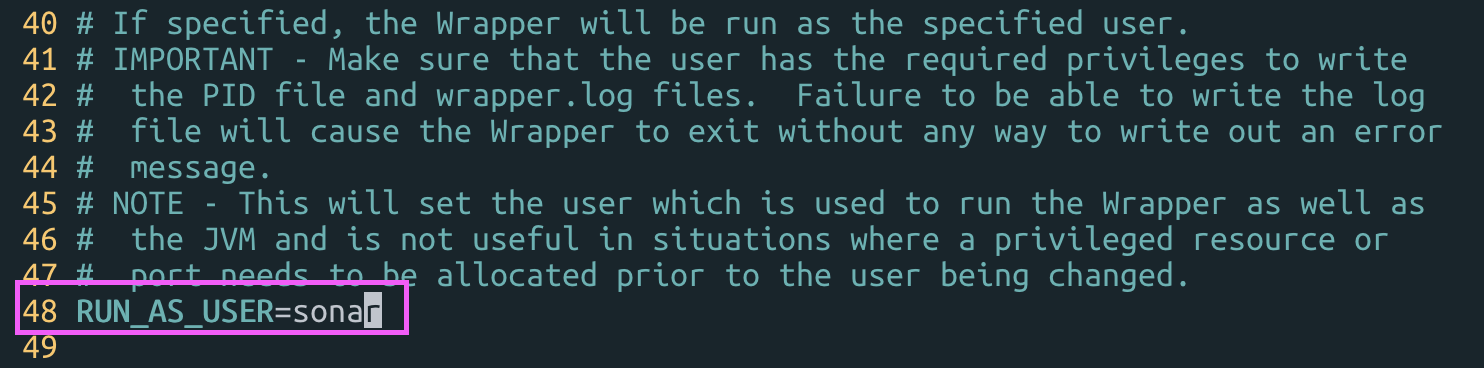 40 # If specified, the Wrapper will be run as the specified user.
41 # IMPORTANT - Make sure that the user has the required privileges to write
42 #  the PID file and wrapper.log files.  Failure to be able to write the log
43 #  file will cause the Wrapper to exit without any way to write out an error
44 #  message.
45 # NOTE - This will set the user which is used to run the Wrapper as well as
46 #  the JVM and is not useful in situations where a privileged resource or
47 #  port needs to be allocated prior to the user being changed.
48 RUN_AS_USER=sonar
49